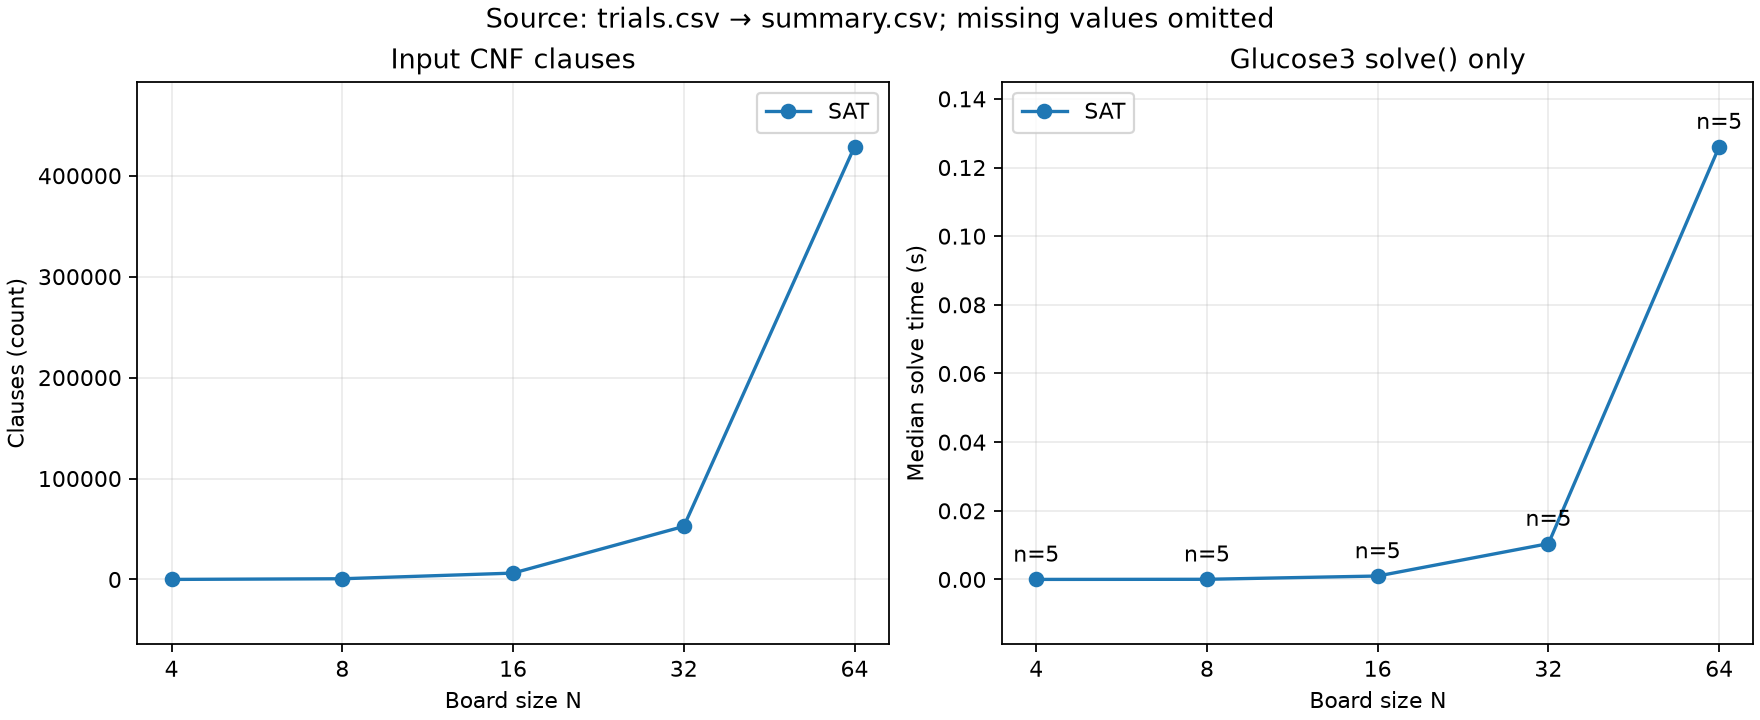 Source: trials.csv → summary.csv; missing values omitted
Input CNF clauses
SAT
400000
300000
200000
100000
0
Clauses (count)
4 8 16 32 64
Board size N
Glucose3 solve() only
SAT
0.14
0.12
0.10
0.08
0.06
0.04
0.02
0.00
Median solve time (s)
n=5
n=5
n=5
n=5
n=5
4 8 16 32 64
Board size N